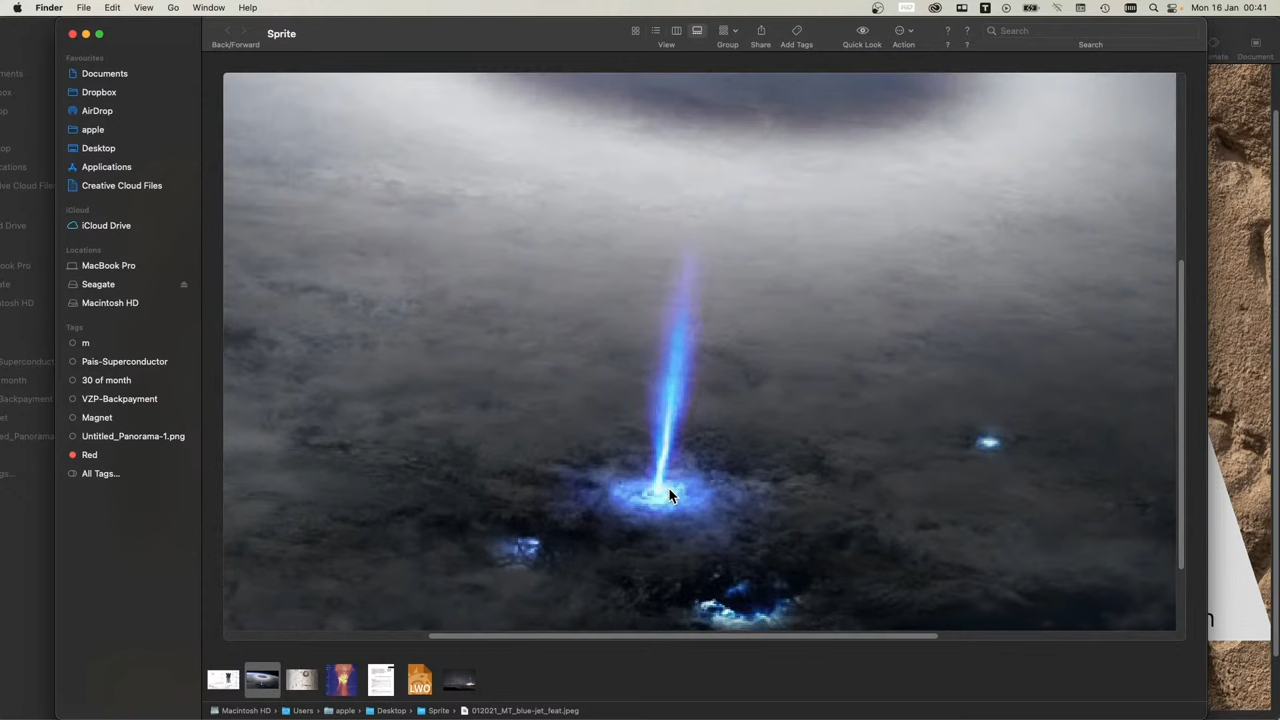 Finder File Edit View Go Window Help Mon 16 Jan 00:41
Sprite
Back/Forward View Group Share Add Tags Quick Look Action ? ? Search
Search
Favourites
Documents
Dropbox
AirDrop
apple
Desktop
Applications
Creative Cloud Files
iCloud
iCloud Drive
Locations
MacBook Pro
Seagate
Macintosh HD
Tags
m
Pais-Superconductor
30 of month
VZP-Backpayment
Magnet
Untitled_Panorama-1.png
Red
All Tags...
LWO
Macintosh HD Users apple Desktop Sprite 012021_MT_blue-jet_feat.jpeg
Document